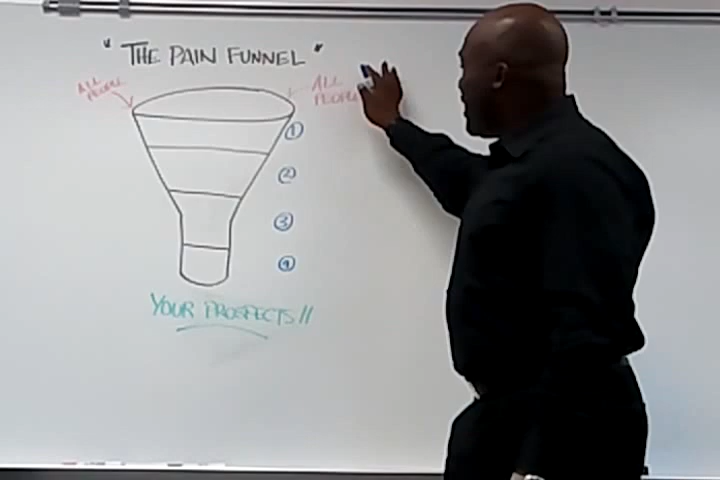 " THE PAIN FUNNEL "
ALL
PEOPLE
ALL
PEOPLE
1
2
3
4
YOUR PROSPECTS!!